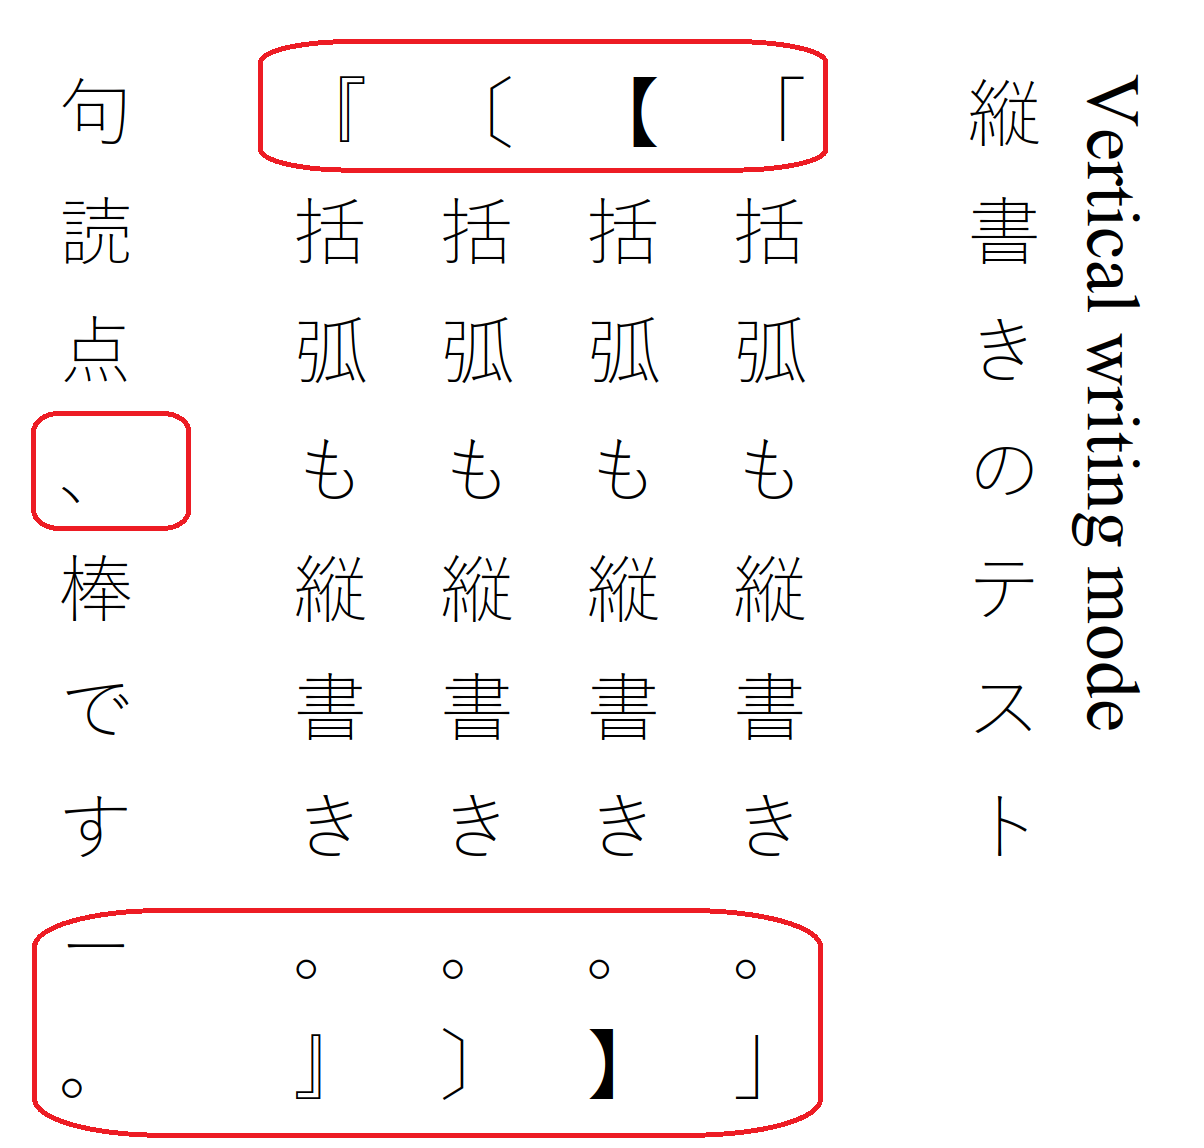 Vertical writing mode
縦書きのテスト
「括弧も縦書き。」
【括弧も縦書き。】
〔括弧も縦書き。〕
『括弧も縦書き。』
句読点、棒ですー。